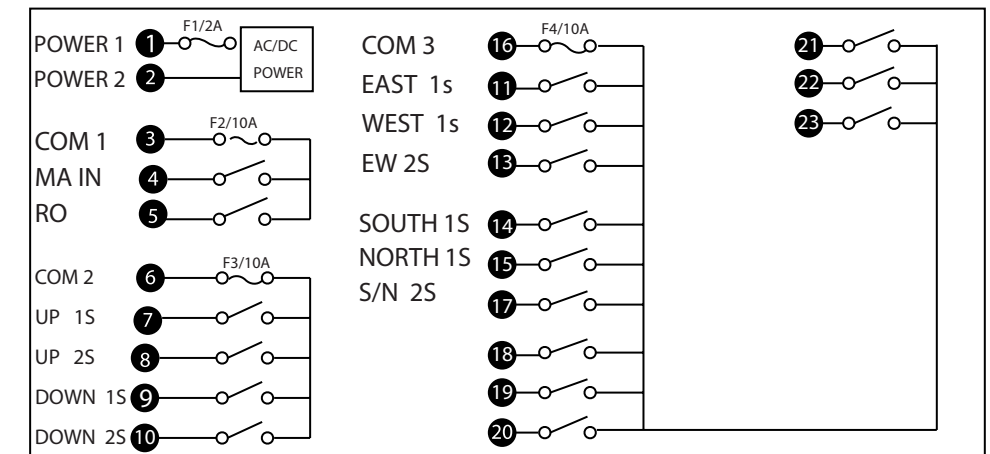 F1/2A
POWER 1 1 AC/DC
POWER 2 2 POWER
F2/10A
COM 1 3
MA IN 4
RO 5
F3/10A
COM 2 6
UP 1S 7
UP 2S 8
DOWN 1S 9
DOWN 2S 10
F4/10A
COM 3 16
EAST 1s 11
WEST 1s 12
EW 2S 13
SOUTH 1S 14
NORTH 1S 15
S/N 2S 17
18
19
20
21
22
23